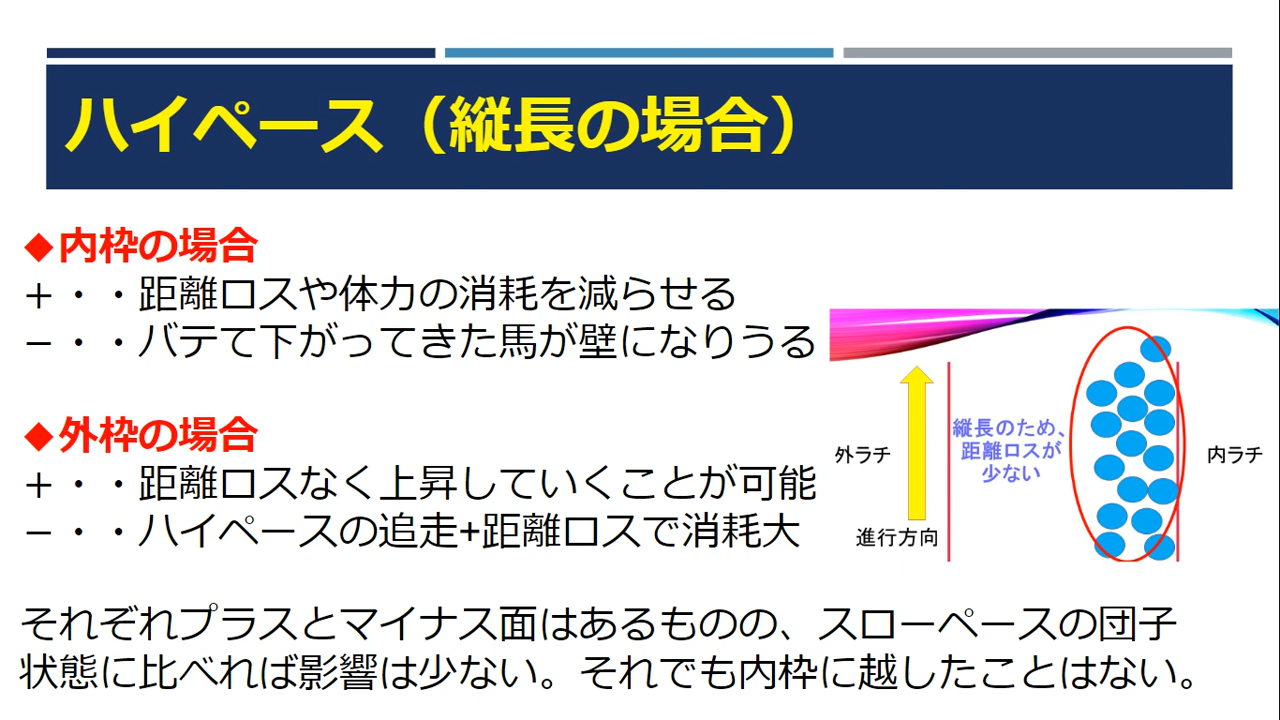 ハイペース（縦長の場合）
◆内枠の場合
＋・・距離ロスや体力の消耗を減らせる
－・・バテて下がってきた馬が壁になりうる
◆外枠の場合
＋・・距離ロスなく上昇していくことが可能
－・・ハイペースの追走+距離ロスで消耗大
外ラチ
進行方向
縦長のため、
距離ロスが
少ない
内ラチ
それぞれプラスとマイナス面はあるものの、スローペースの団子
状態に比べれば影響は少ない。それでも内枠に越したことはない。